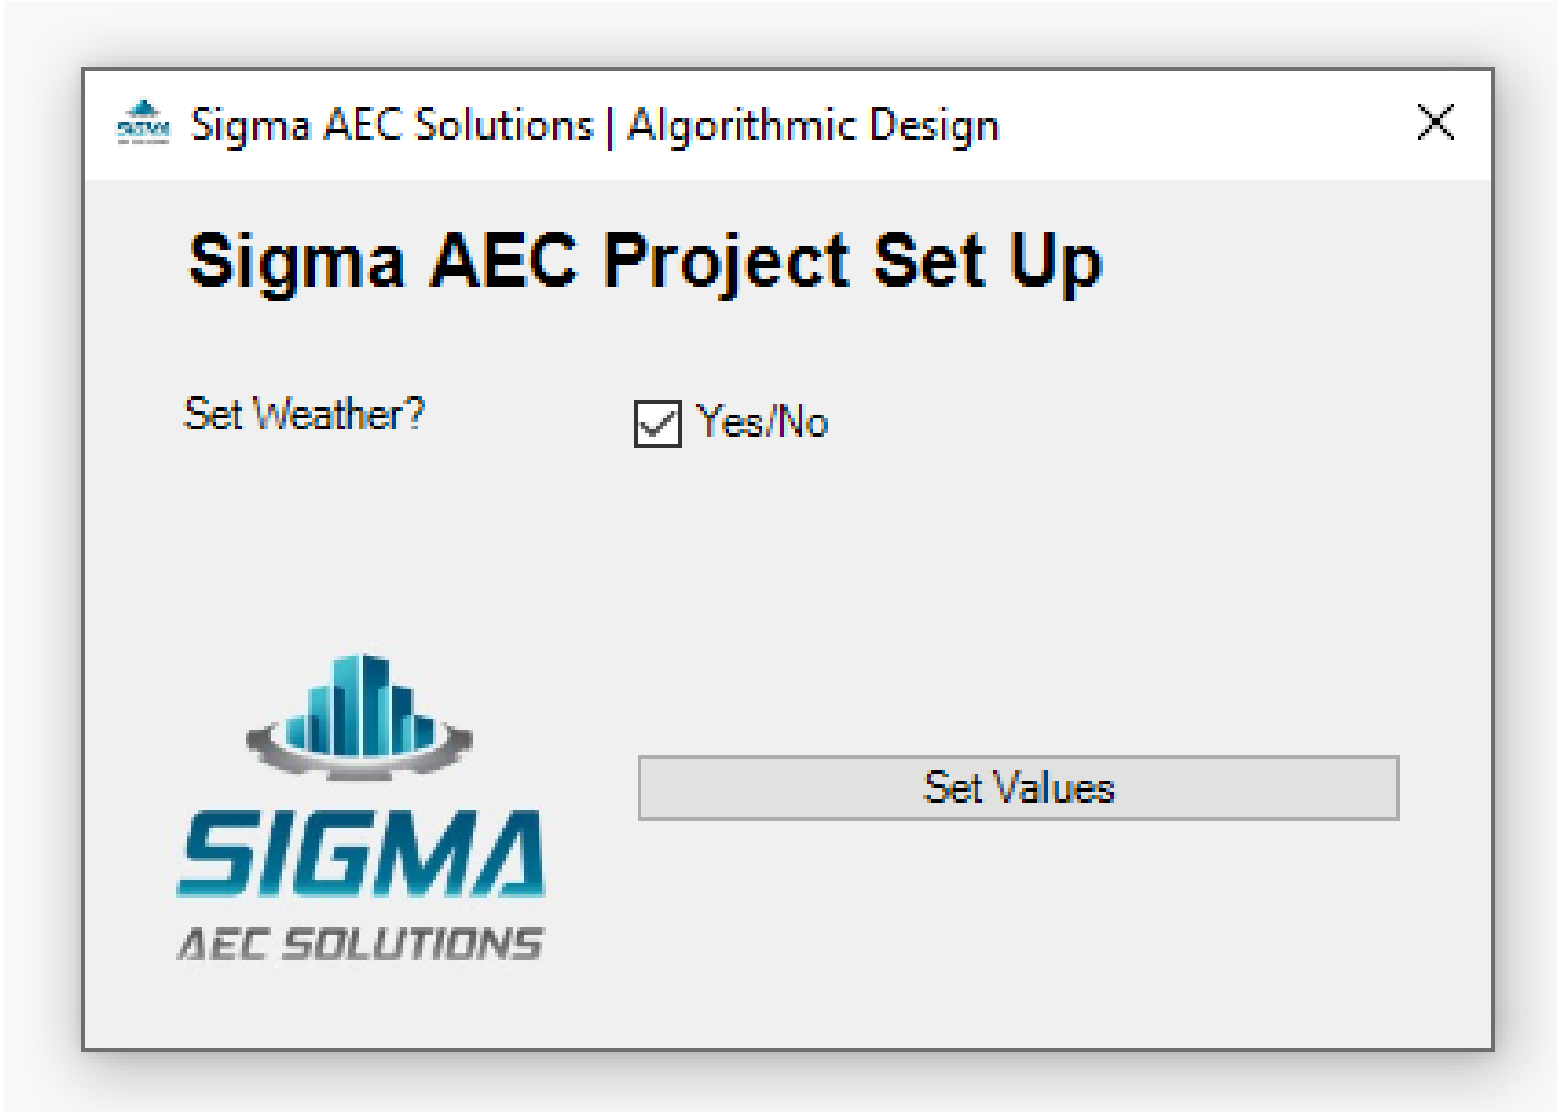 Sigma AEC Solutions | Algorithmic Design
Sigma AEC Project Set Up
Set Weather?
Yes/No
Set Values
SIGMA
AEC SOLUTIONS